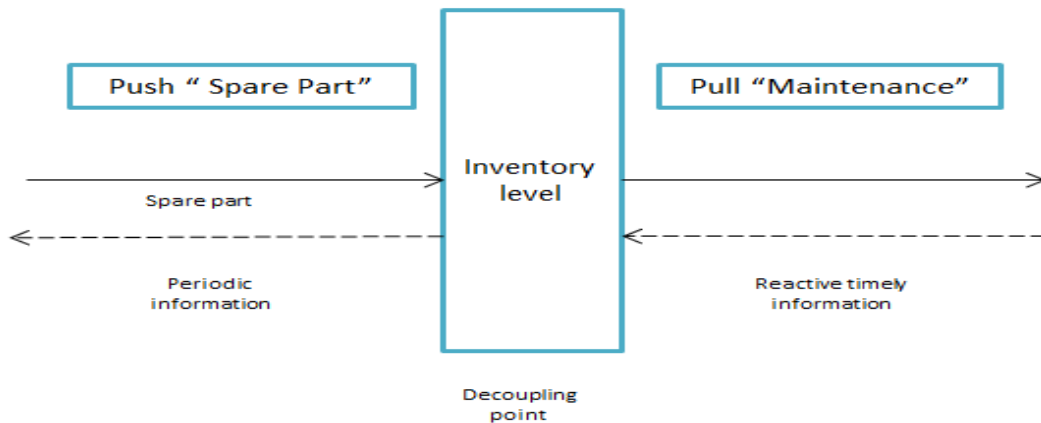 Push “ Spare Part”
Pull “Maintenance”
Inventory
level
Spare part
Periodic
information
Reactive timely
information
Decoupling
point